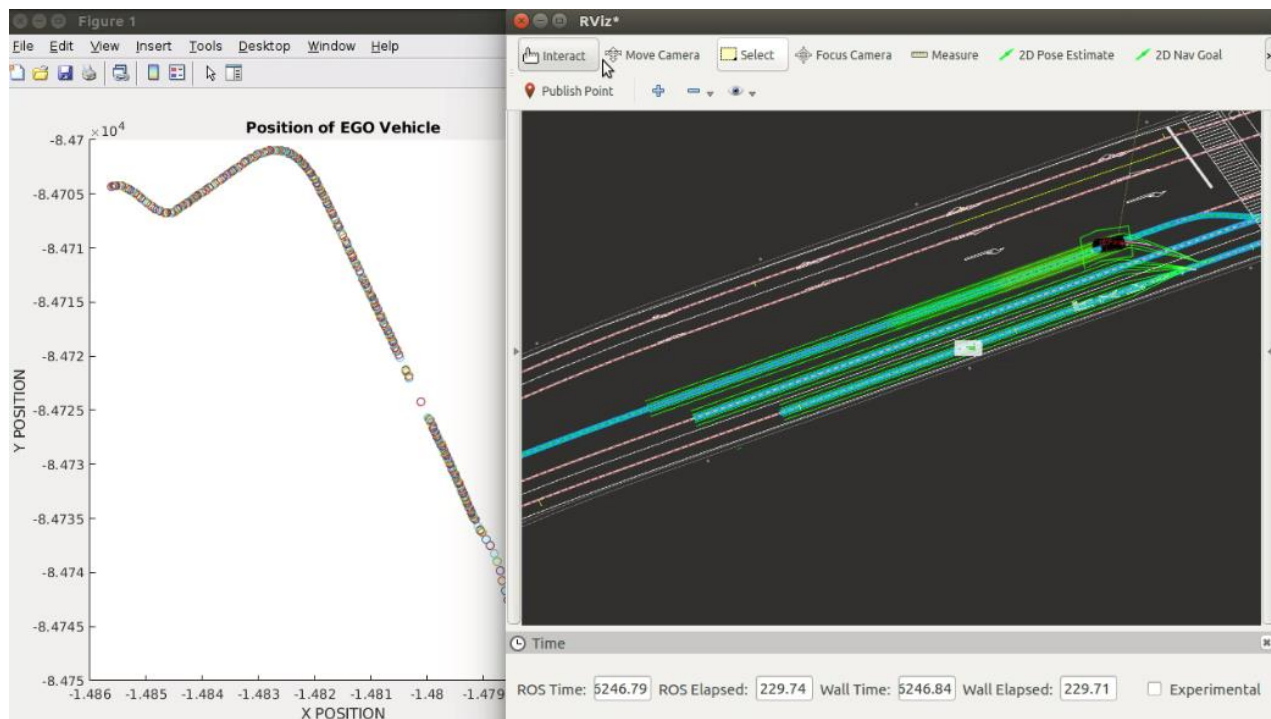 Figure 1
File Edit View Insert Tools Desktop Window Help
Position of EGO Vehicle
×10^4
-8.47
-8.4705
-8.471
-8.4715
-8.472
-8.4725
-8.473
-8.4735
-8.474
-8.4745
-8.475
Y POSITION
-1.486 -1.485 -1.484 -1.483 -1.482 -1.481 -1.48 -1.479
X POSITION
RViz*
Interact Move Camera Select Focus Camera Measure 2D Pose Estimate 2D Nav Goal
Publish Point
Time
ROS Time: 5246.79 ROS Elapsed: 229.74 Wall Time: 5246.84 Wall Elapsed: 229.71 Experimental